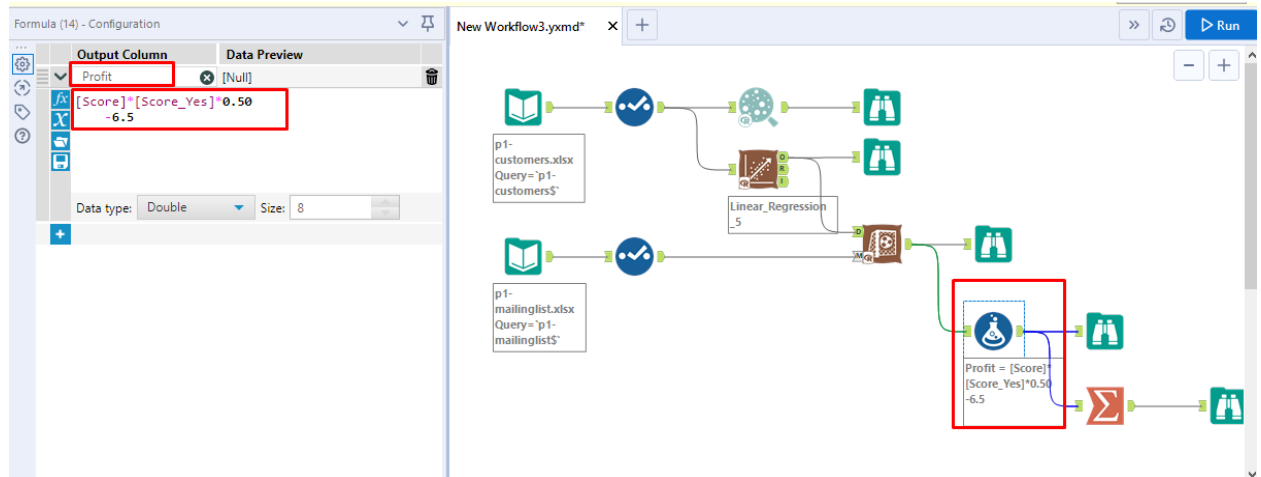 Formula (14) - Configuration
Output Column Data Preview
Profit [Null]
[Score]*[Score_Yes]*0.50
-6.5
Data type: Double Size: 8
New Workflow3.yxmd*
Run
p1-
customers.xlsx
Query=`p1-
customers$`
O
R
I
Linear_Regression
_5
D
M
p1-
mailinglist.xlsx
Query=`p1-
mailinglist$`
Profit = [Score]*
[Score_Yes]*0.50
-6.5